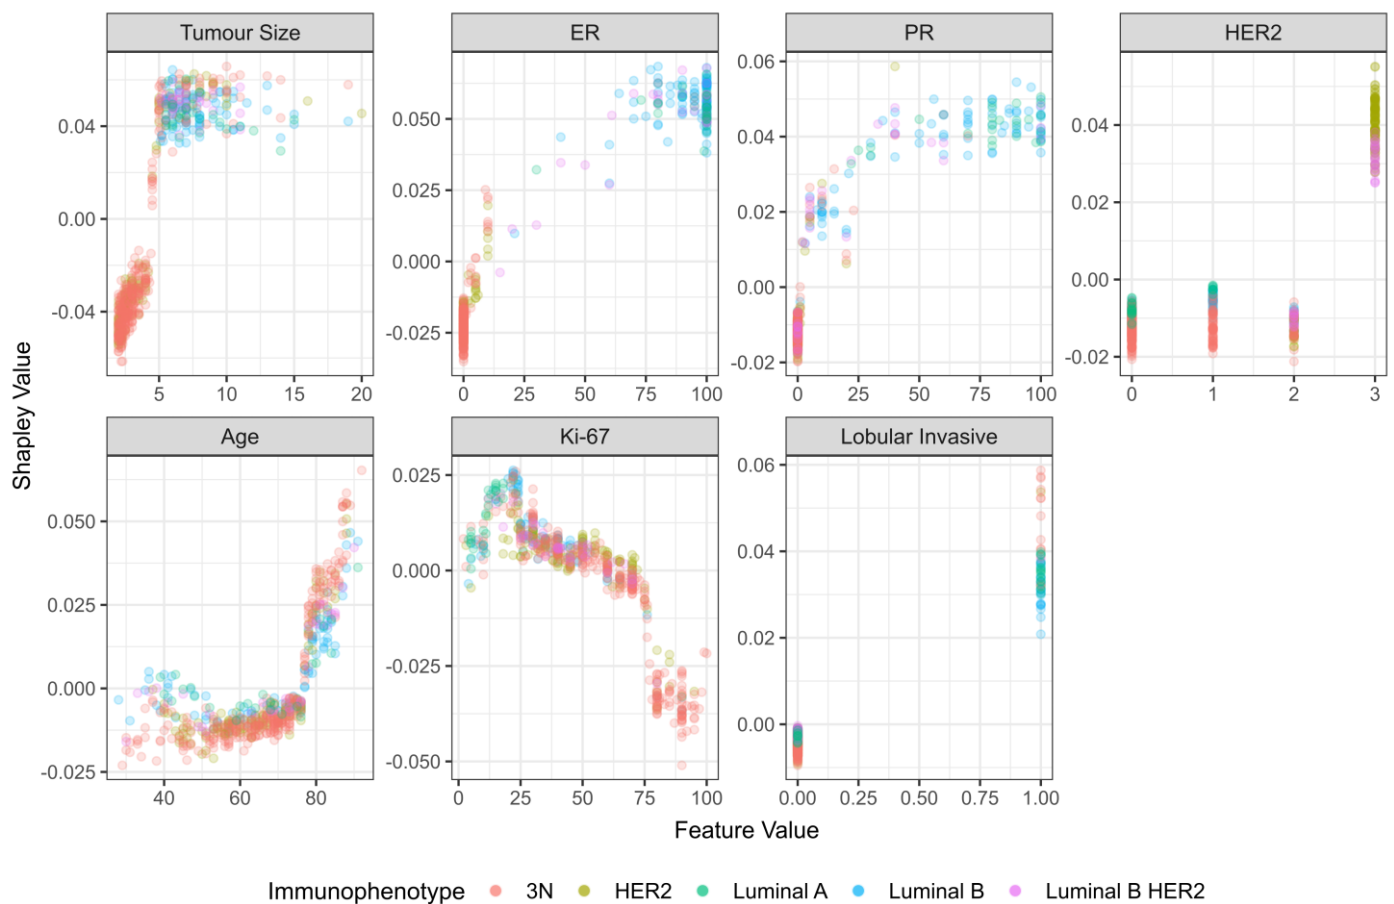 Tumour Size
ER
PR
HER2
0.04
0.00
-0.04
5 10 15 20
0.050
0.025
0.000
-0.025
0 25 50 75 100
0.06
0.04
0.02
0.00
-0.02
0 25 50 75 100
0.04
0.02
0.00
-0.02
0 1 2 3
Shapley Value
Age
Ki-67
Lobular Invasive
0.050
0.025
0.000
-0.025
40 60 80
0.025
0.000
-0.025
-0.050
0 25 50 75 100
0.06
0.04
0.02
0.00
0.00 0.25 0.50 0.75 1.00
Feature Value
Immunophenotype 3N HER2 Luminal A Luminal B Luminal B HER2